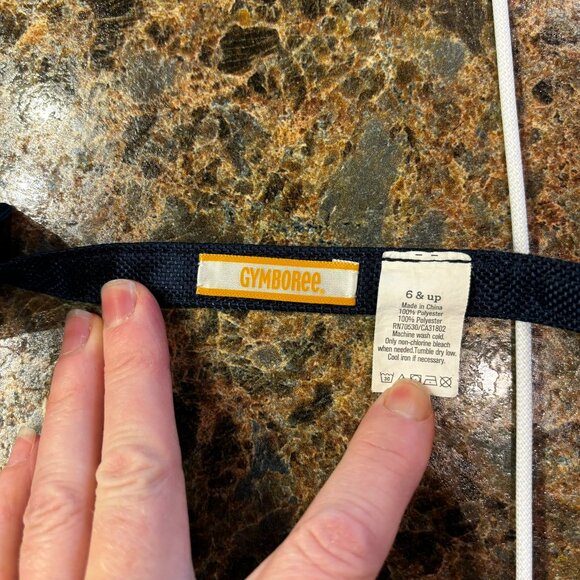 GYMBOREE
6 & up
Made in China
100% Polyester
100% Polyester
RN70530/CA31802
Machine wash cold.
Only non-chlorine bleach
when needed.Tumble dry low.
Cool iron if necessary.